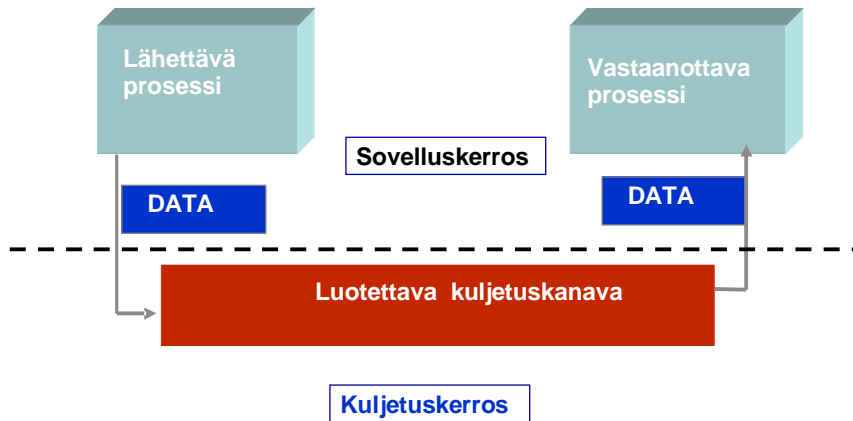 Lähettävä
prosessi
Vastaanottava
prosessi
Sovelluskerros
DATA
DATA
Luotettava kuljetuskanava
Kuljetuskerros